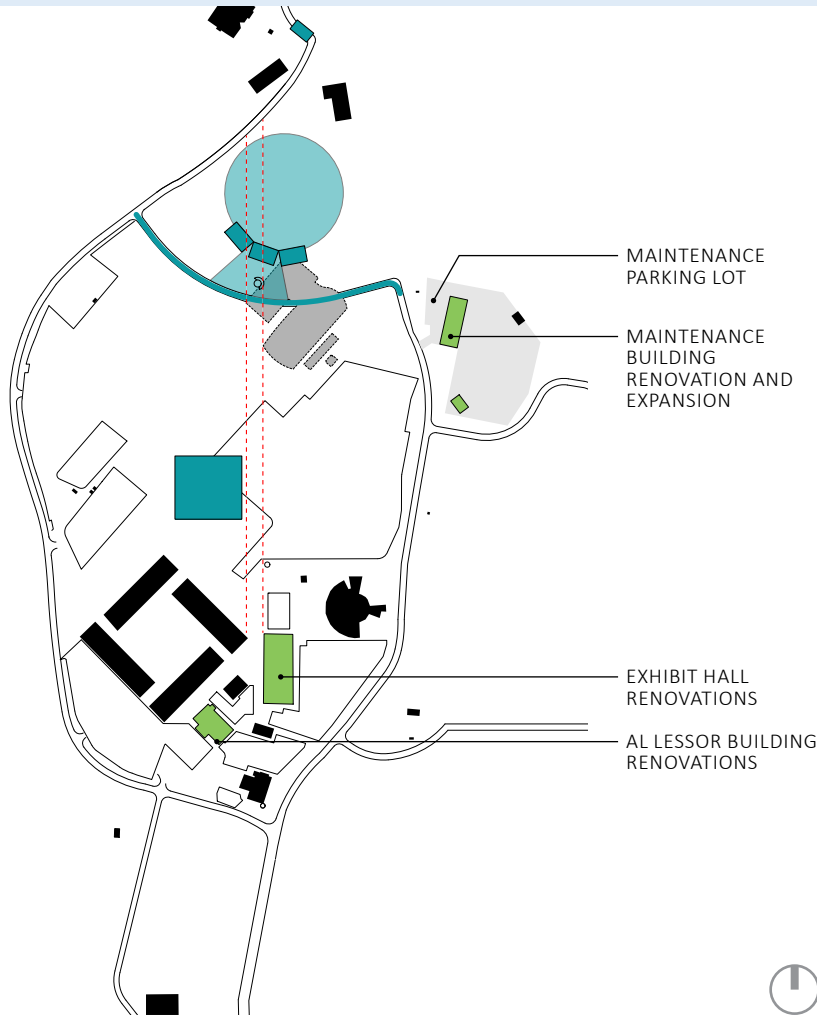 MAINTENANCE
PARKING LOT
MAINTENANCE
BUILDING
RENOVATION AND
EXPANSION
EXHIBIT HALL
RENOVATIONS
AL LESSOR BUILDING
RENOVATIONS